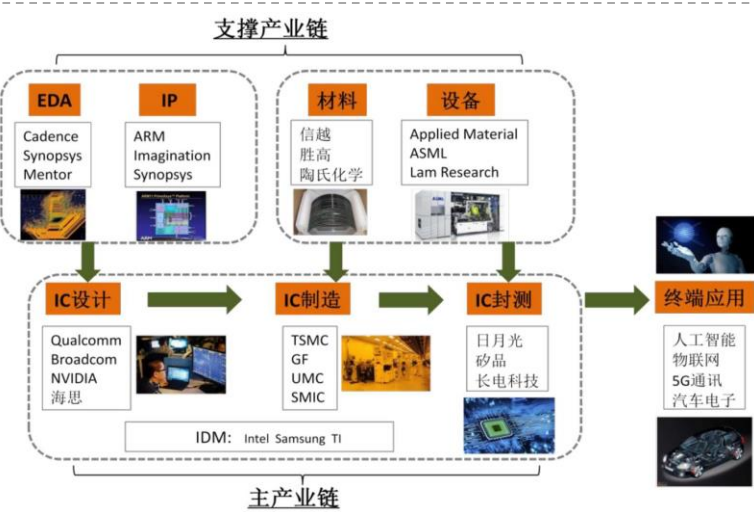 支撑产业链
EDA
IP
材料
设备
Cadence
Synopsys
Mentor
ARM
Imagination
Synopsys
信越
胜高
陶氏化学
Applied Material
ASML
Lam Research
IC设计
IC制造
IC封测
终端应用
Qualcomm
Broadcom
NVIDIA
海思
TSMC
GF
UMC
SMIC
日月光
矽品
长电科技
人工智能
物联网
5G通讯
汽车电子
IDM: Intel Samsung TI
主产业链